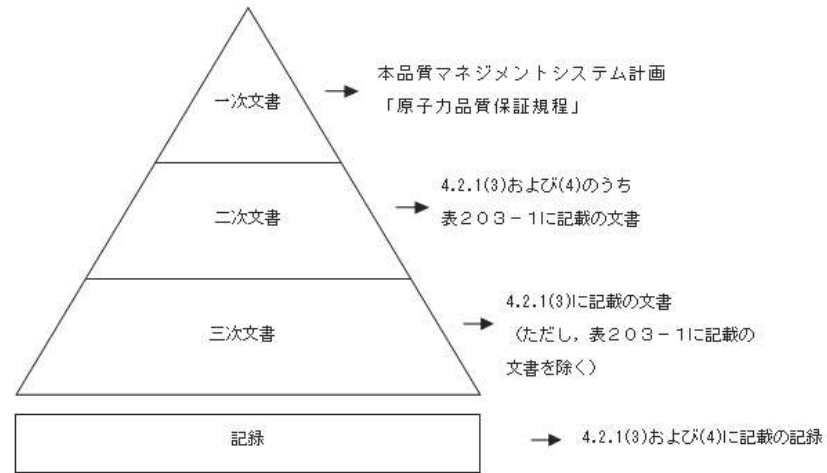 一次文書
本品質マネジメントシステム計画
「原子力品質保証規程」
二次文書
4.2.1(3)および(4)のうち
表203-1に記載の文書
三次文書
4.2.1(3)に記載の文書
(ただし,表203-1に記載の
文書を除く)
記録
4.2.1(3)および(4)に記載の記録